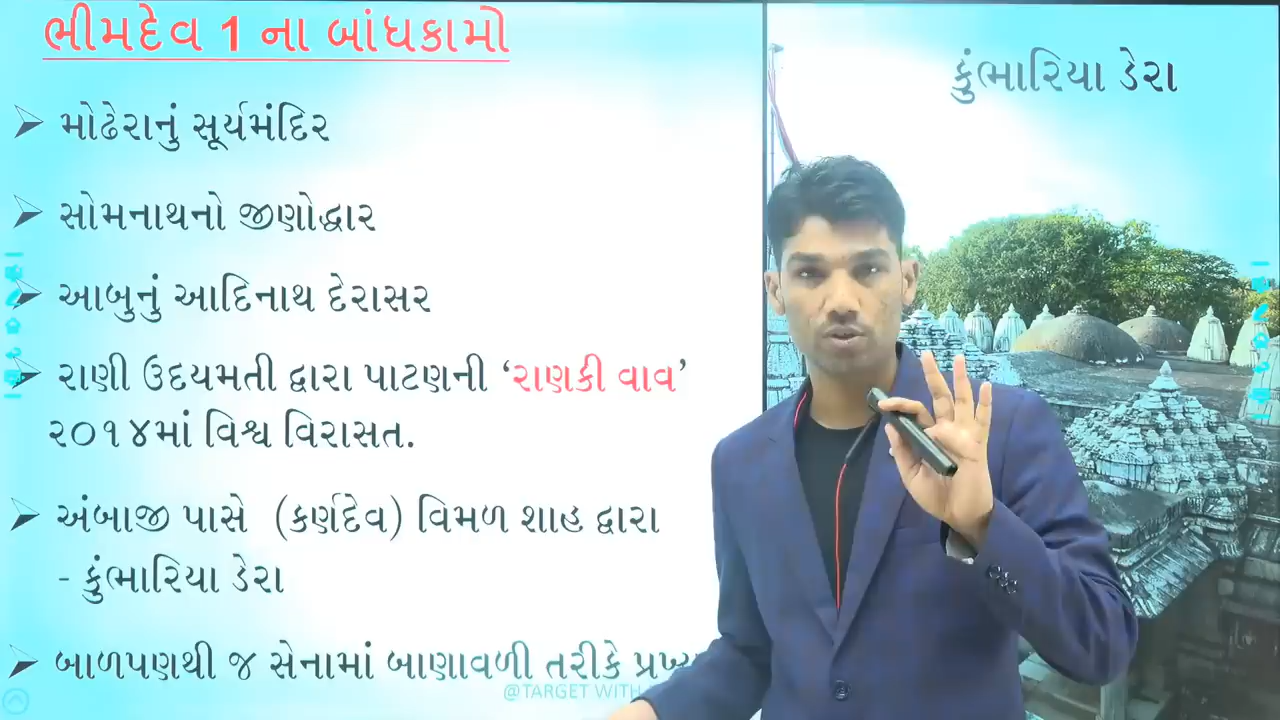 ભીમદેવ 1 ના બાંધકામો
કુંભારિયા ડેરા
➢ મોઢેરાનું સૂર્યમંદિર
➢ સોમનાથનો જીણોદ્વાર
➢ આબુનું આદિનાથ દેરાસર
➢ રાણી ઉદયમતી દ્વારા પાટણની ‘રાણકી વાવ’
૨૦૧૪માં વિશ્વ વિરાસત.
➢ અંબાજી પાસે (કર્ણદેવ) વિમળ શાહ દ્વારા
- કુંભારિયા ડેરા
➢ બાળપણથી જ સેનામાં બાણાવળી તરીકે
@TARGET WITH